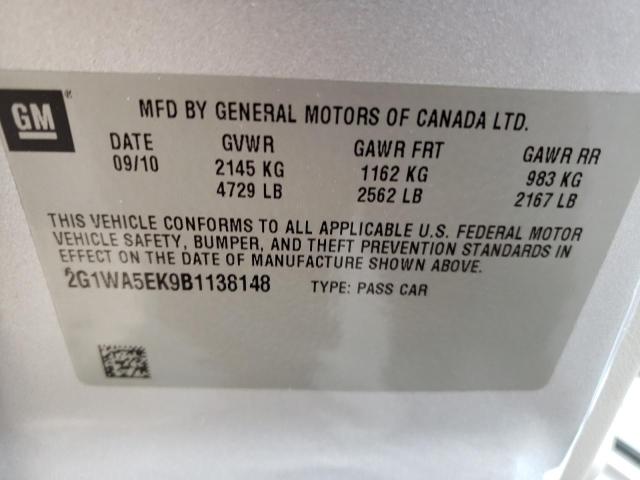 GM®
MFD BY GENERAL MOTORS OF CANADA LTD.
DATE GVWR GAWR FRT GAWR RR
09/10 2145 KG 1162 KG 983 KG
4729 LB 2562 LB 2167 LB
THIS VEHICLE CONFORMS TO ALL APPLICABLE U.S. FEDERAL MOTOR
VEHICLE SAFETY, BUMPER, AND THEFT PREVENTION STANDARDS IN
EFFECT ON THE DATE OF MANUFACTURE SHOWN ABOVE.
2G1WA5EK9B1138148 TYPE: PASS CAR